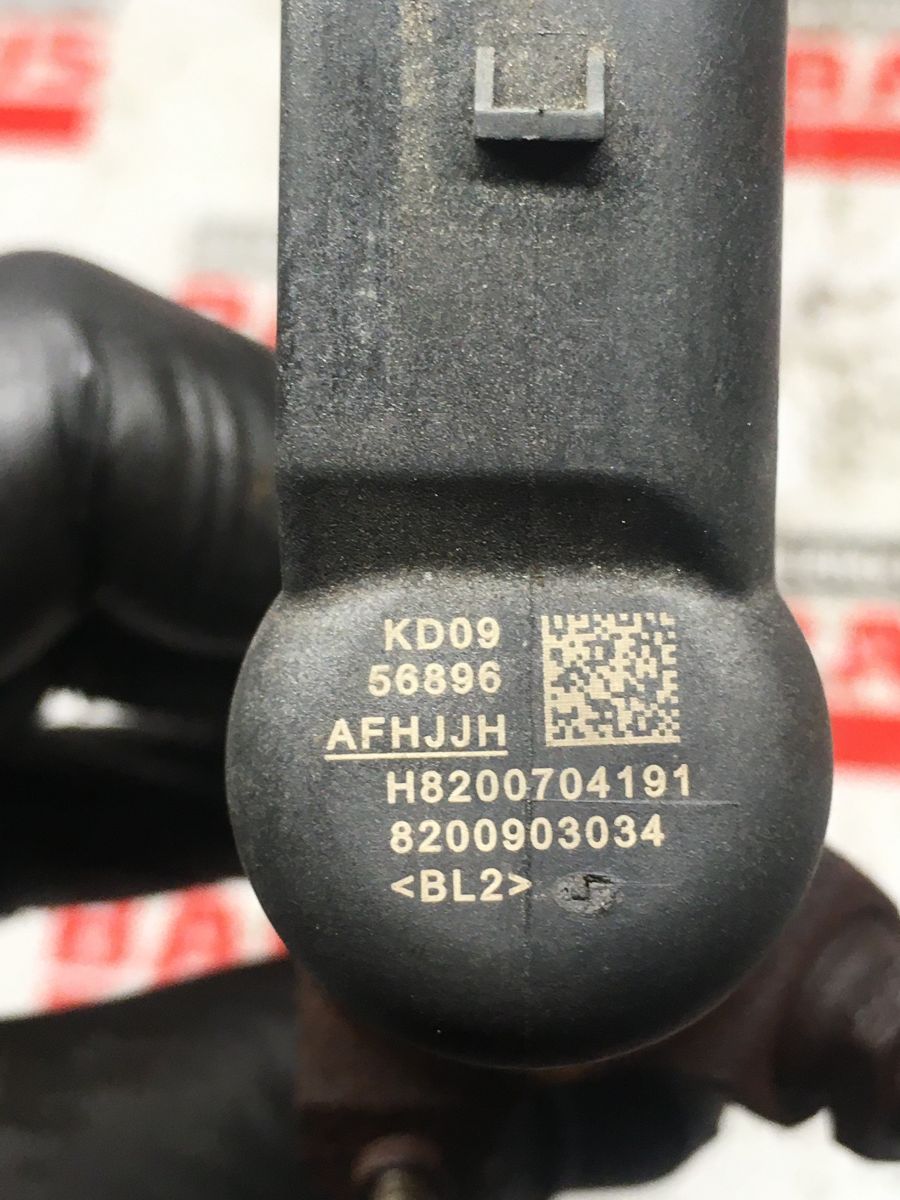 KD09
56896
AFHJJH
H8200704191
8200903034
<BL2>